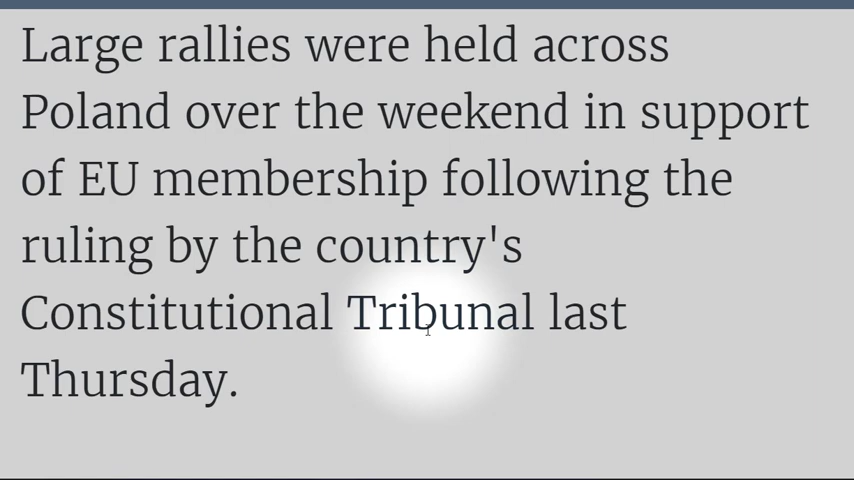 Large rallies were held across
Poland over the weekend in support
of EU membership following the
ruling by the country's
Constitutional Tribunal last
Thursday.